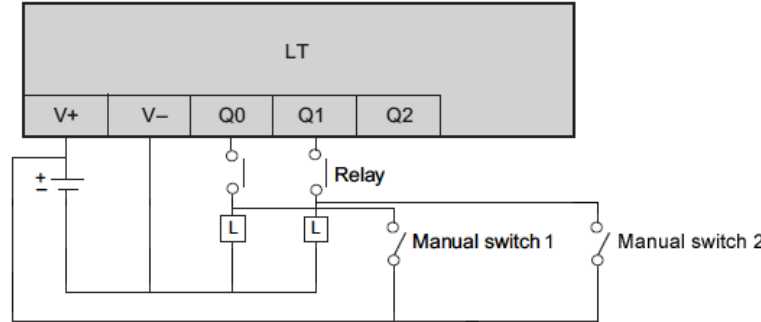 LT
V+ V– Q0 Q1 Q2
+
–
Relay
L L
Manual switch 1
Manual switch 2